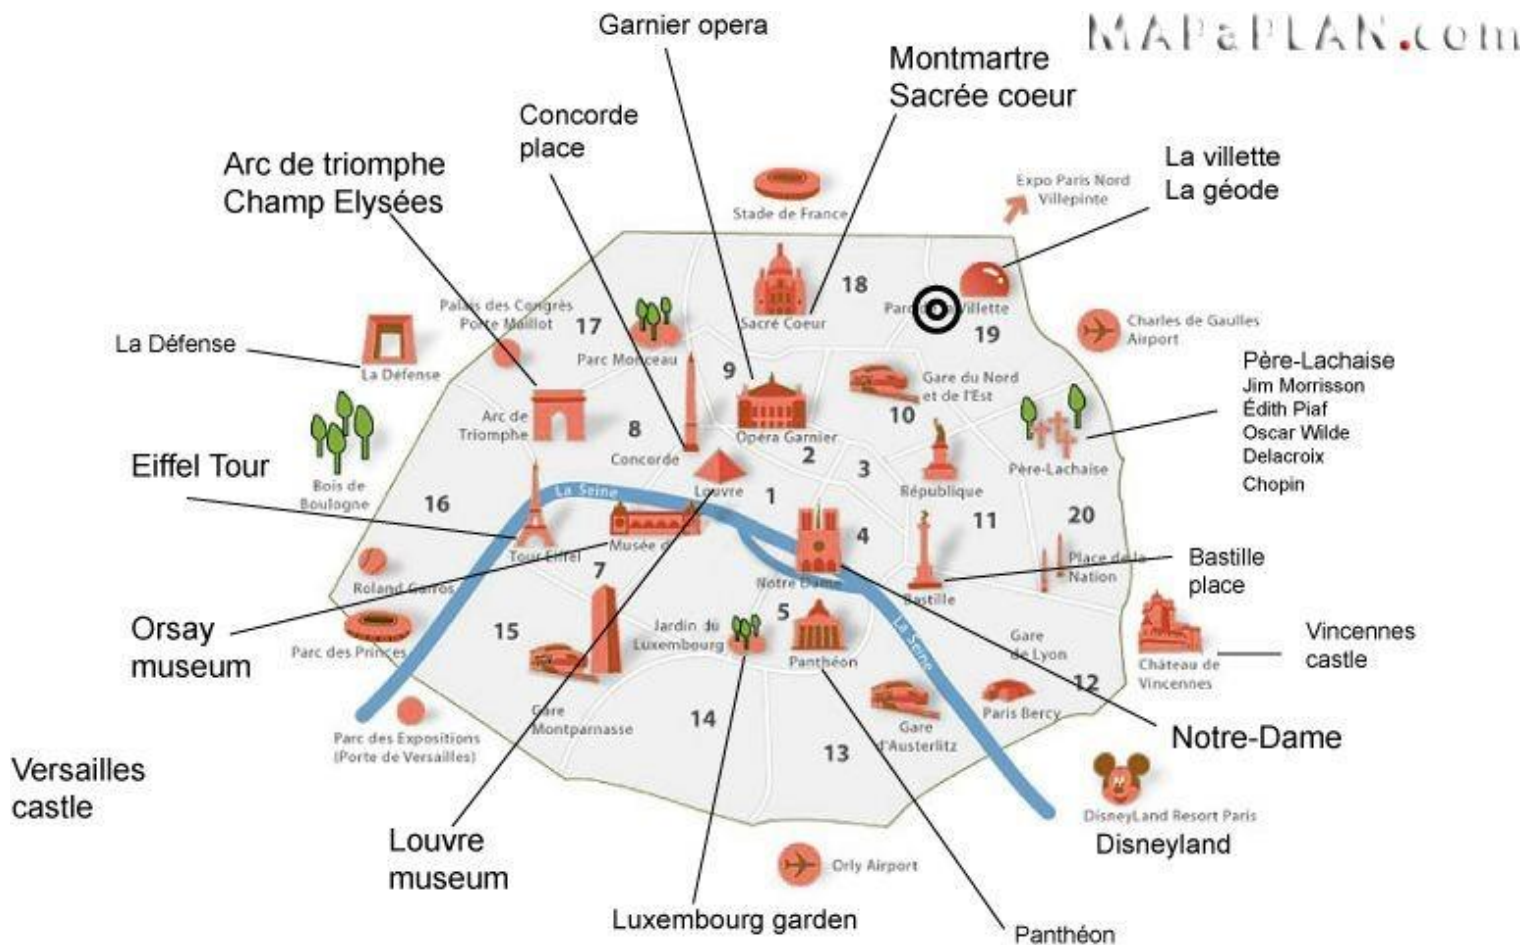 Garnier opera
MAPaPLAN.com
Montmartre
Sacrée coeur
Concorde
place
Arc de triomphe
Champ Elysées
La villette
La géode
Expo Paris Nord
Villepinte
Stade de France
18
Palais des Congrès
Porte Maillot
17
Parc Monceau
Sacré Coeur
Parc Villette
19
Charles de Gaulles
Airport
La Défense
La Défense
9
Gare du Nord
et de l'Est
10
Père-Lachaise
Jim Morrisson
Édith Piaf
Oscar Wilde
Delacroix
Chopin
Arc de
Triomphe
8
Concorde
Opéra Garnier
2
3
Père-Lachaise
Eiffel Tour
Bois de
Boulogne
16
La Seine
Louvre
1
République
11
20
4
Tour Eiffel
Musée d
7
Roland Garros
Notre Dame
Bastille
Place de la
Nation
Bastille
place
Orsay
museum
Parc des Princes
15
Jardin du
Luxembourg
5
Panthéon
La Seine
Gare
de Lyon
12
Château de
Vincennes
Vincennes
castle
Gare
Montparnasse
14
13
Gare
d'Austerlitz
Paris Bercy
Notre-Dame
Parc des Expositions
(Porte de Versailles)
Versailles
castle
DisneyLand Resort Paris
Disneyland
Louvre
museum
Orly Airport
Luxembourg garden
Panthéon